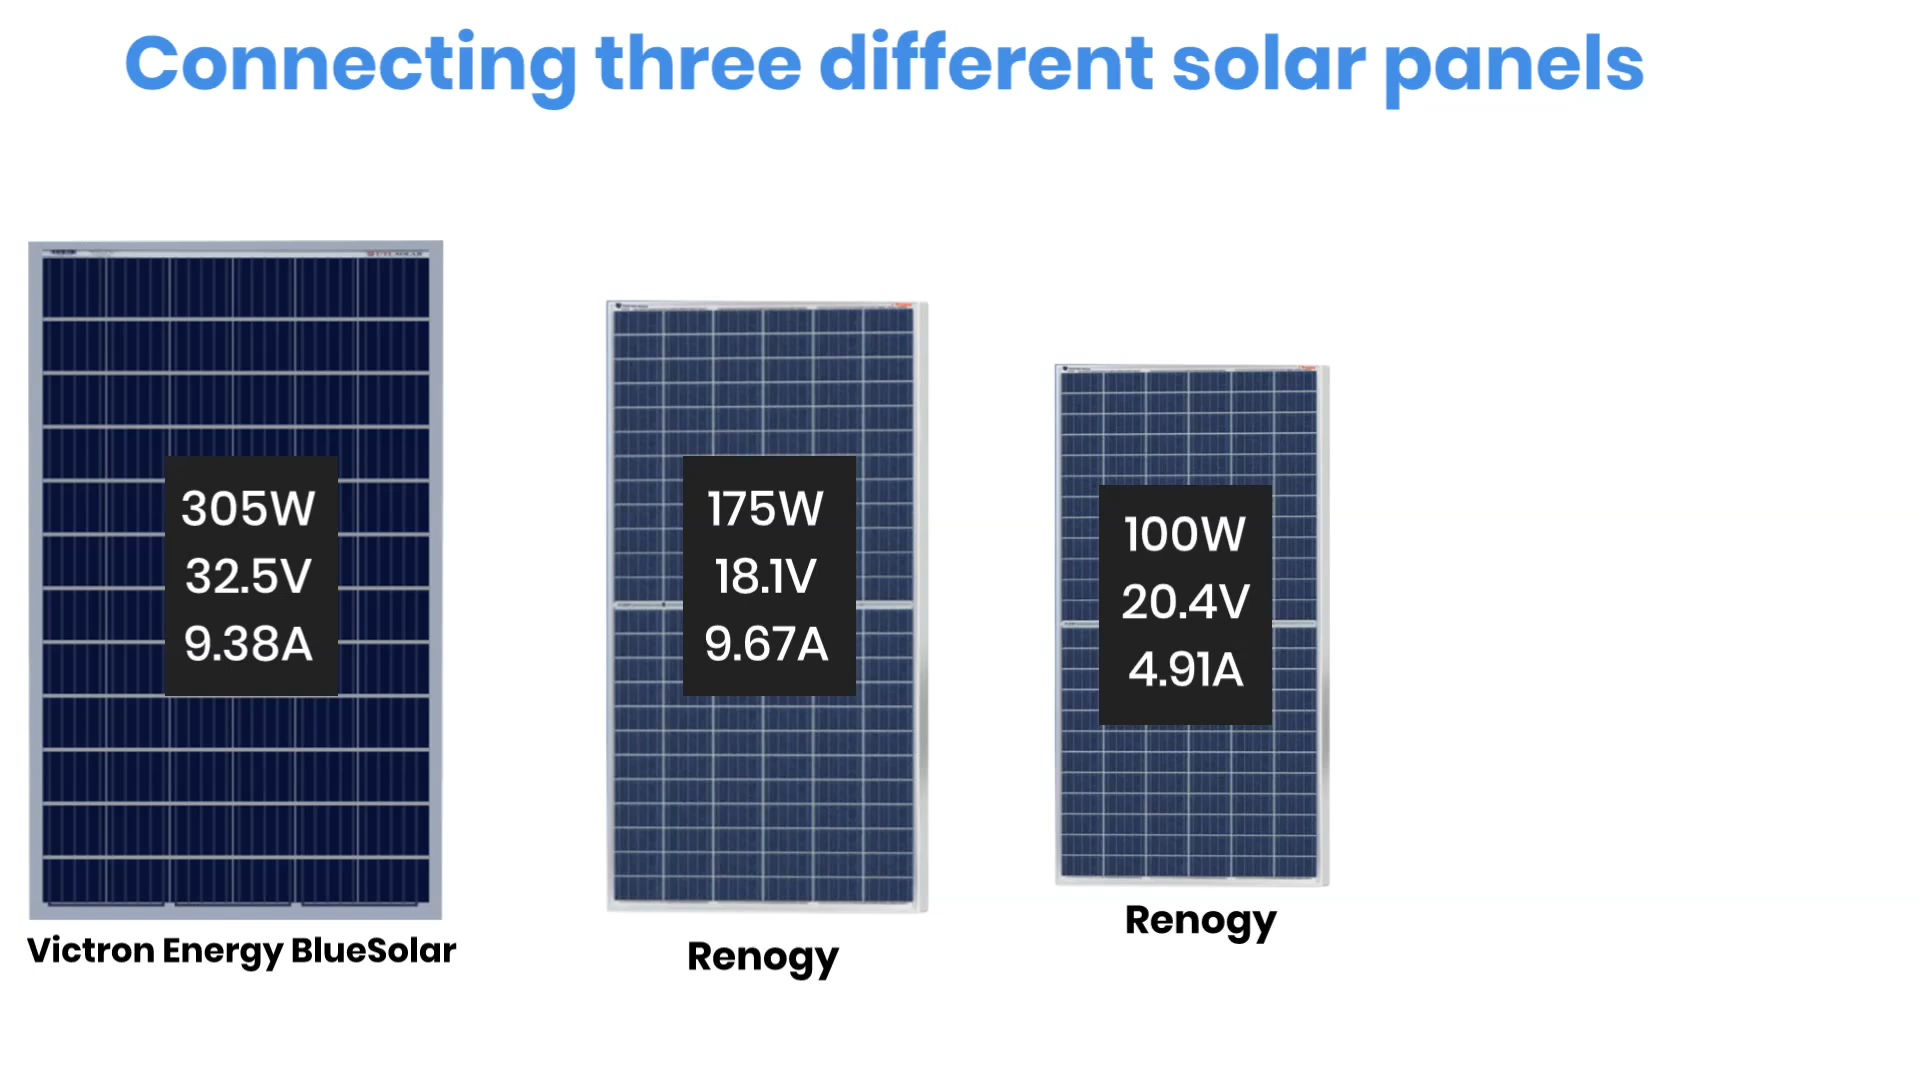 Connecting three different solar panels
305W
32.5V
9.38A
175W
18.1V
9.67A
100W
20.4V
4.91A
Victron Energy BlueSolar
Renogy
Renogy